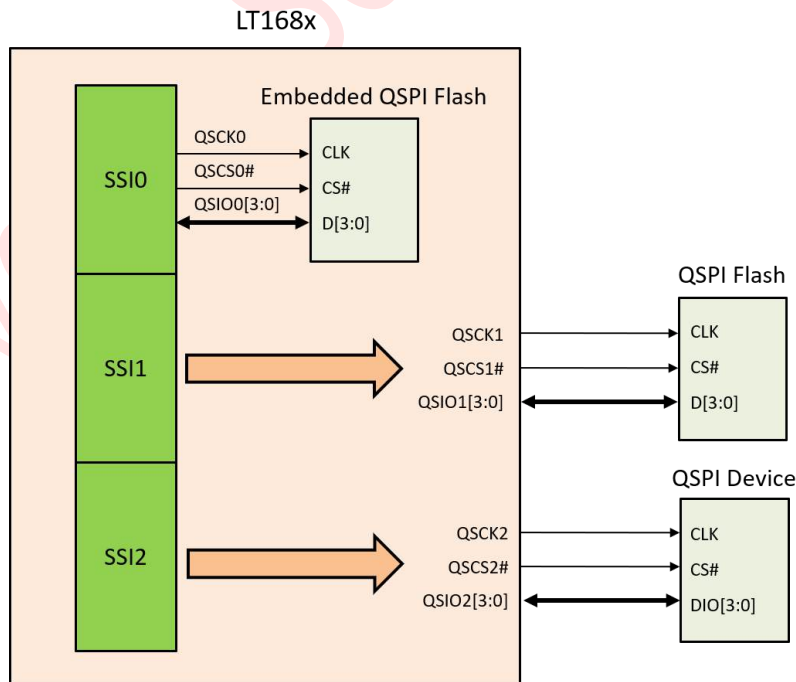 LT168x
Embedded QSPI Flash
SSI0
QSCK0
CLK
QSCS0#
CS#
QSIO0[3:0]
D[3:0]
QSPI Flash
SSI1
QSCK1
CLK
QSCS1#
CS#
QSIO1[3:0]
D[3:0]
QSPI Device
SSI2
QSCK2
CLK
QSCS2#
CS#
QSIO2[3:0]
DIO[3:0]